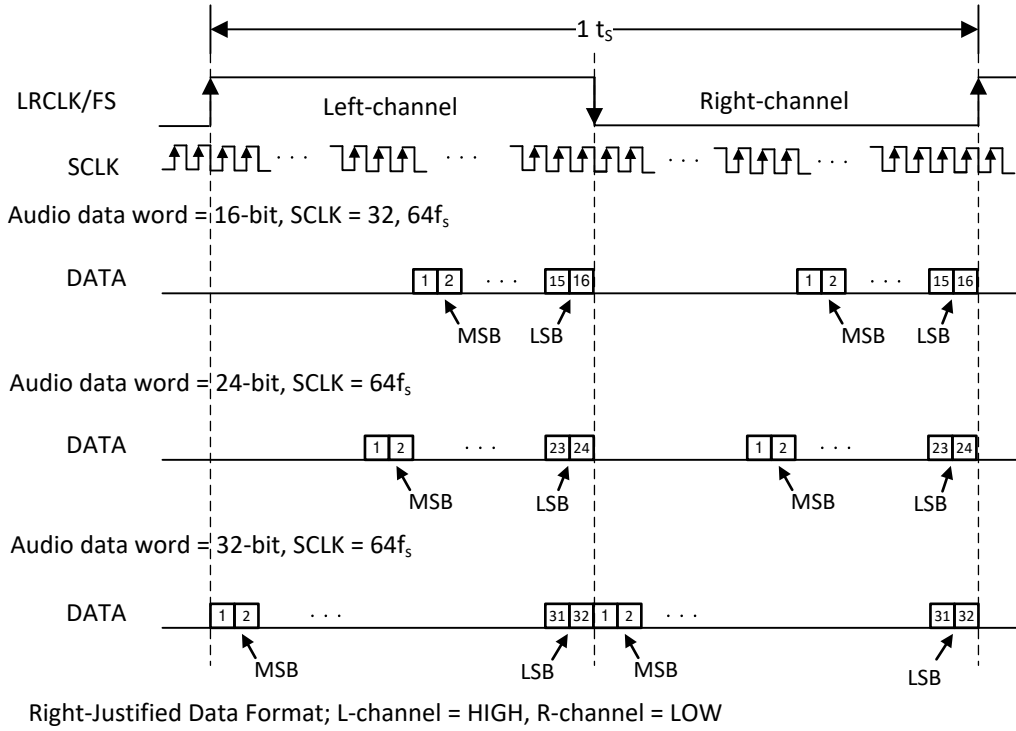 1 tS
LRCLK/FS
Left-channel
Right-channel
SCLK
. . . . . . . . . . . .
Audio data word = 16-bit, SCLK = 32, 64fs
DATA
1 2 . . . 15 16 1 2 . . . 15 16
MSB LSB MSB LSB
Audio data word = 24-bit, SCLK = 64fs
DATA
1 2 . . . 23 24 1 2 . . . 23 24
MSB LSB MSB LSB
Audio data word = 32-bit, SCLK = 64fs
DATA
1 2 . . . 31 32 1 2 . . . 31 32
MSB LSB MSB LSB
Right-Justified Data Format; L-channel = HIGH, R-channel = LOW